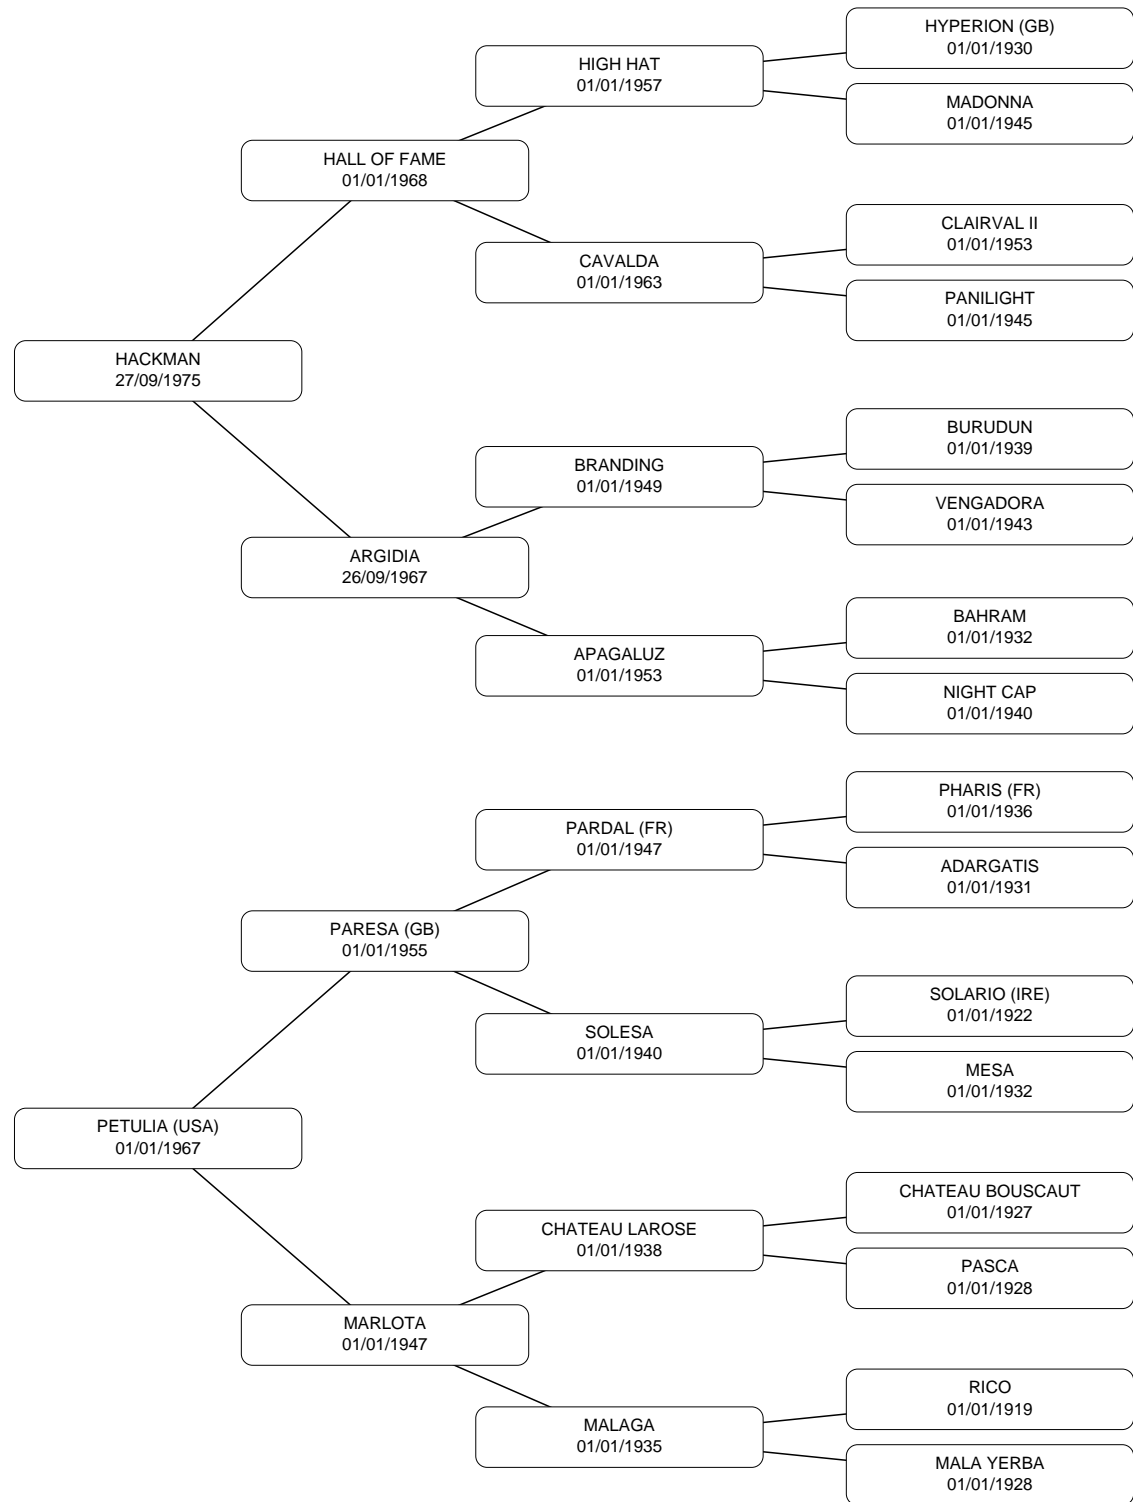 HYPERION (GB)
01/01/1930
HIGH HAT
01/01/1957
MADONNA
01/01/1945
HALL OF FAME
01/01/1968
CLAIRVAL II
01/01/1953
CAVALDA
01/01/1963
PANILIGHT
01/01/1945
HACKMAN
27/09/1975
BURUDUN
01/01/1939
BRANDING
01/01/1949
VENGADORA
01/01/1943
ARGIDIA
26/09/1967
BAHRAM
01/01/1932
APAGALUZ
01/01/1953
NIGHT CAP
01/01/1940
PHARIS (FR)
01/01/1936
PARDAL (FR)
01/01/1947
ADARGATIS
01/01/1931
PARESA (GB)
01/01/1955
SOLARIO (IRE)
01/01/1922
SOLESA
01/01/1940
MESA
01/01/1932
PETULIA (USA)
01/01/1967
CHATEAU BOUSCAUT
01/01/1927
CHATEAU LAROSE
01/01/1938
PASCA
01/01/1928
MARLOTA
01/01/1947
RICO
01/01/1919
MALAGA
01/01/1935
MALA YERBA
01/01/1928